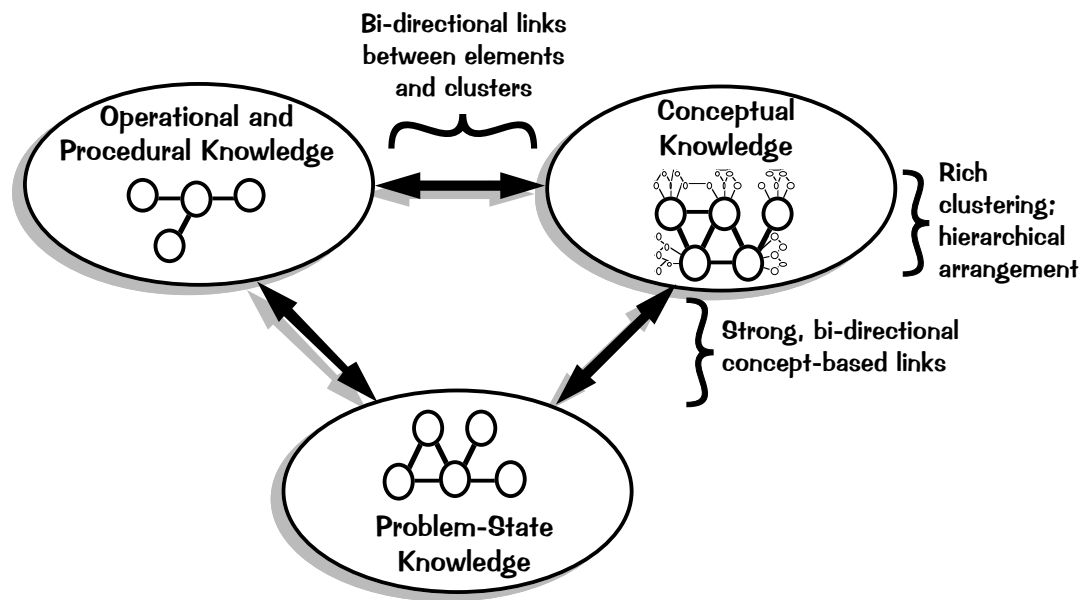 Bi-directional links
between elements
and clusters
Operational and
Procedural Knowledge
Conceptual
Knowledge
Rich
clustering;
hierarchical
arrangement
Strong, bi-directional
concept-based links
Problem-State
Knowledge